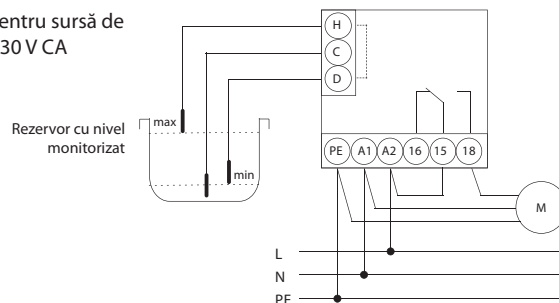 entru sursă de
30 V CA
H
C
D
max
Rezervor cu nivel
monitorizat
min
PE A1 A2 16 15 18
M
L
N
PE